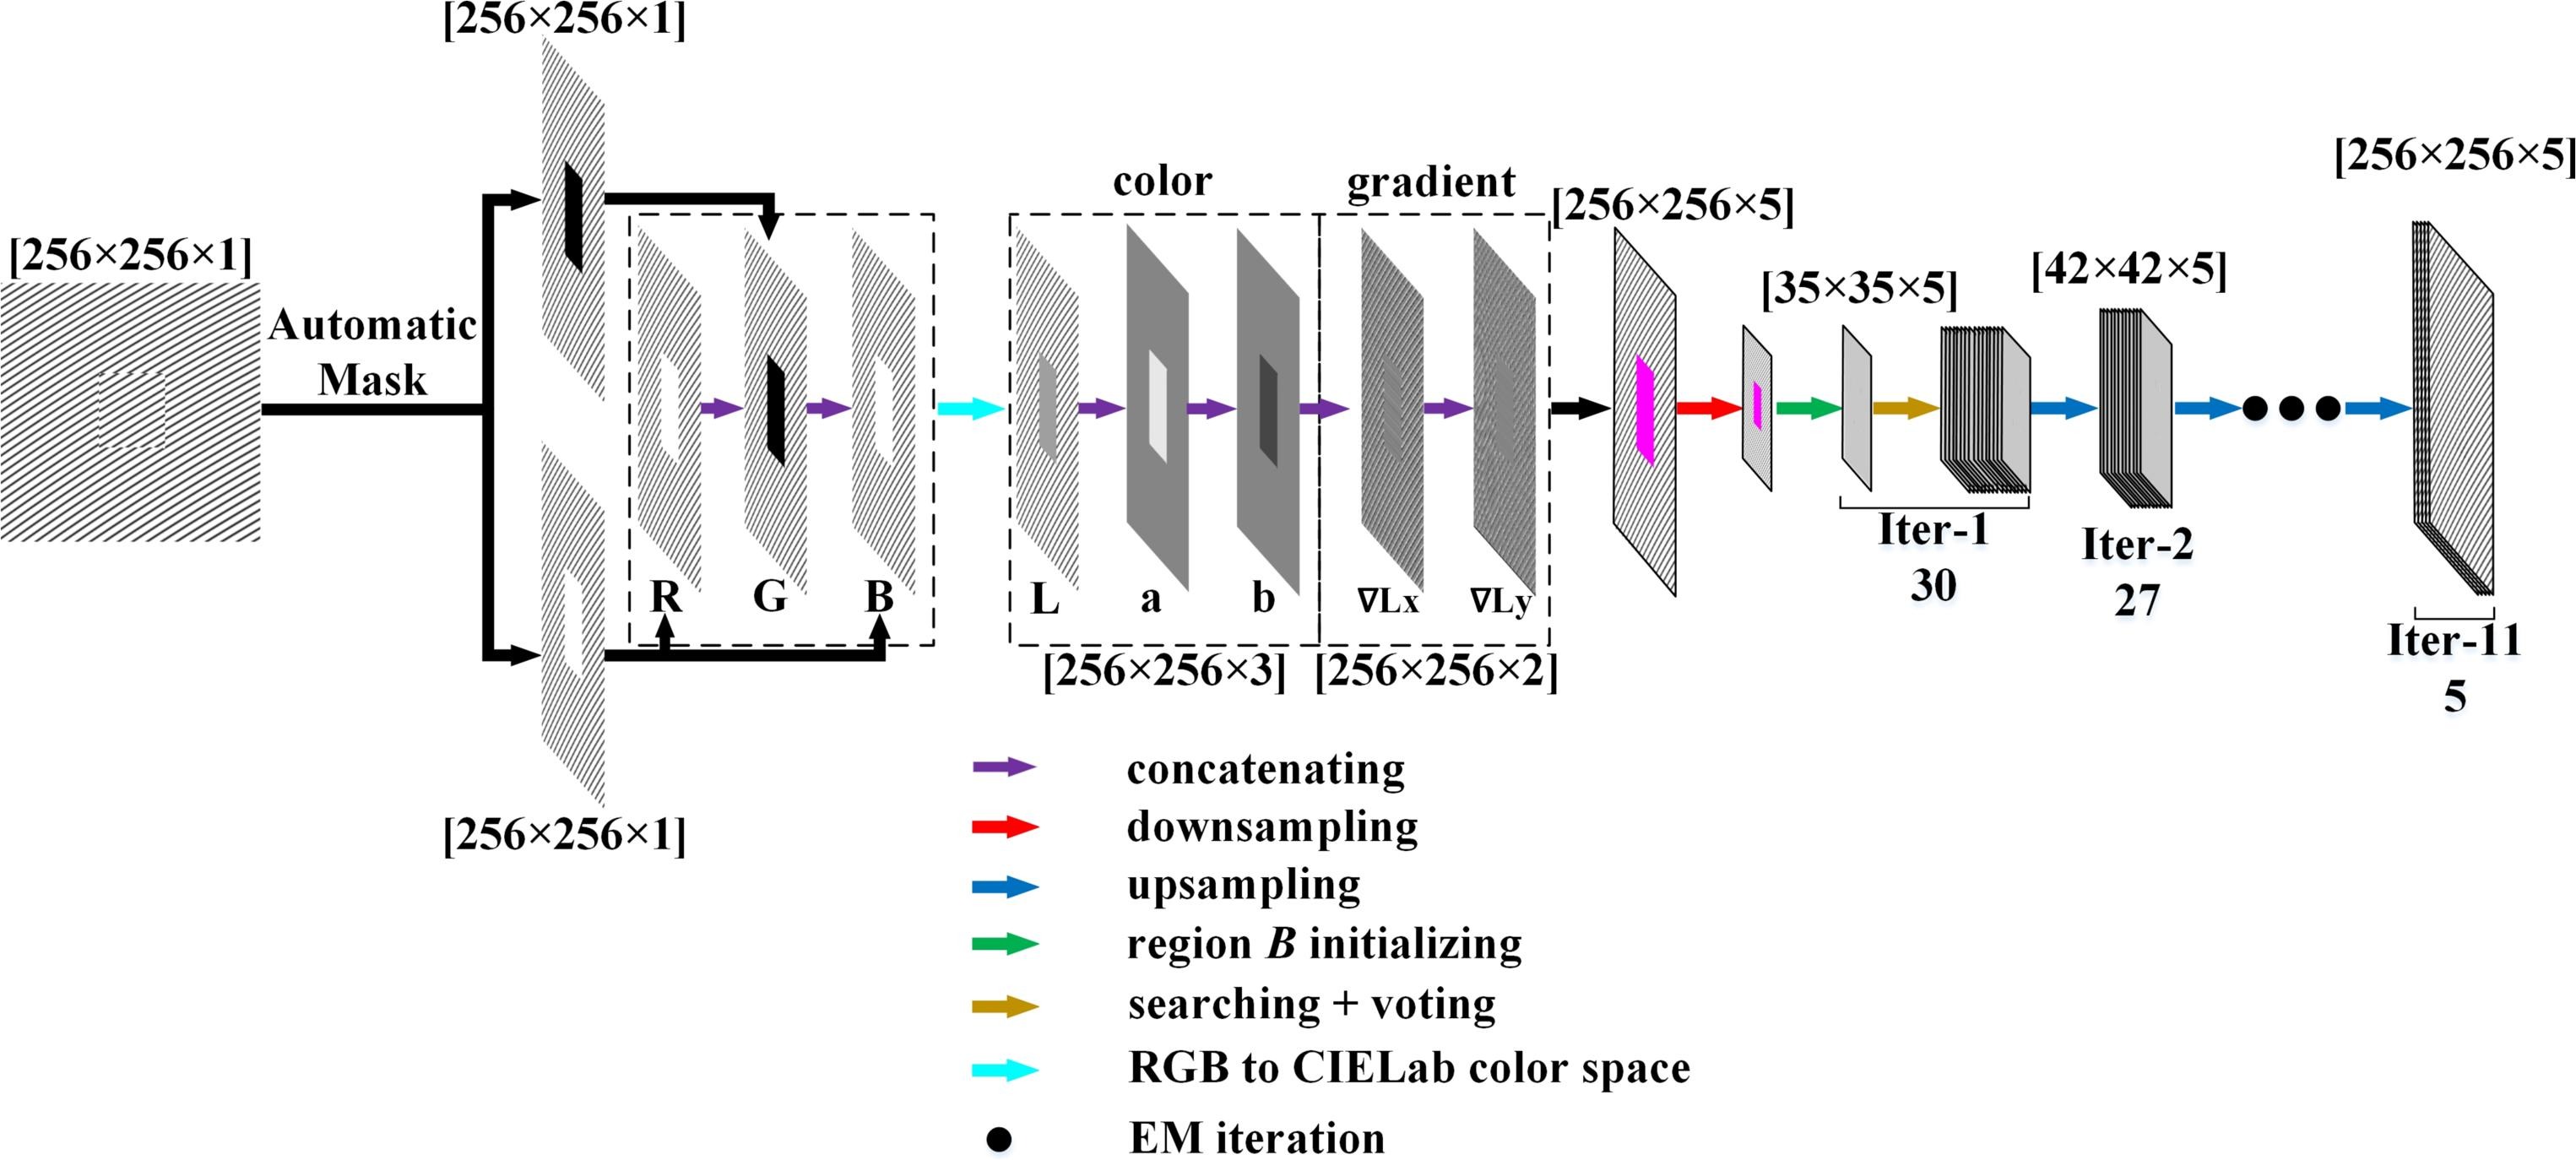 [256×256×1]
[256×256×1]
Automatic
Mask
[256×256×1]
R
G
B
color
gradient
L
a
b
∇Lx
∇Ly
[256×256×3]
[256×256×2]
[256×256×5]
[35×35×5]
[42×42×5]
[256×256×5]
Iter-1
30
Iter-2
27
Iter-11
5
concatenating
downsampling
upsampling
region B initializing
searching + voting
RGB to CIELab color space
EM iteration